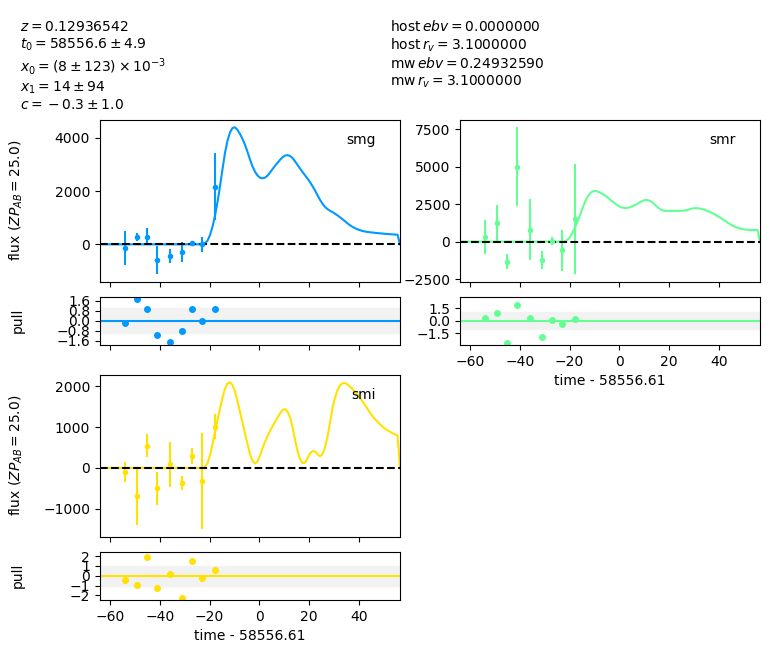 z = 0.12936542
t₀ = 58556.6 ± 4.9
x₀ = (8 ± 123) × 10⁻³
x₁ = 14 ± 94
c = −0.3 ± 1.0
host ebv = 0.0000000
host r_v = 3.1000000
mw ebv = 0.24932590
mw r_v = 3.1000000
smg
flux (ZP_AB = 25.0)
4000
2000
0
pull
1.6
0.8
0.0
−0.8
−1.6
smr
7500
5000
2500
0
−2500
1.5
0.0
−1.5
−60 −40 −20 0 20 40
time - 58556.61
smi
flux (ZP_AB = 25.0)
2000
1000
0
−1000
pull
2
1
0
−1
−2
−60 −40 −20 0 20 40
time - 58556.61